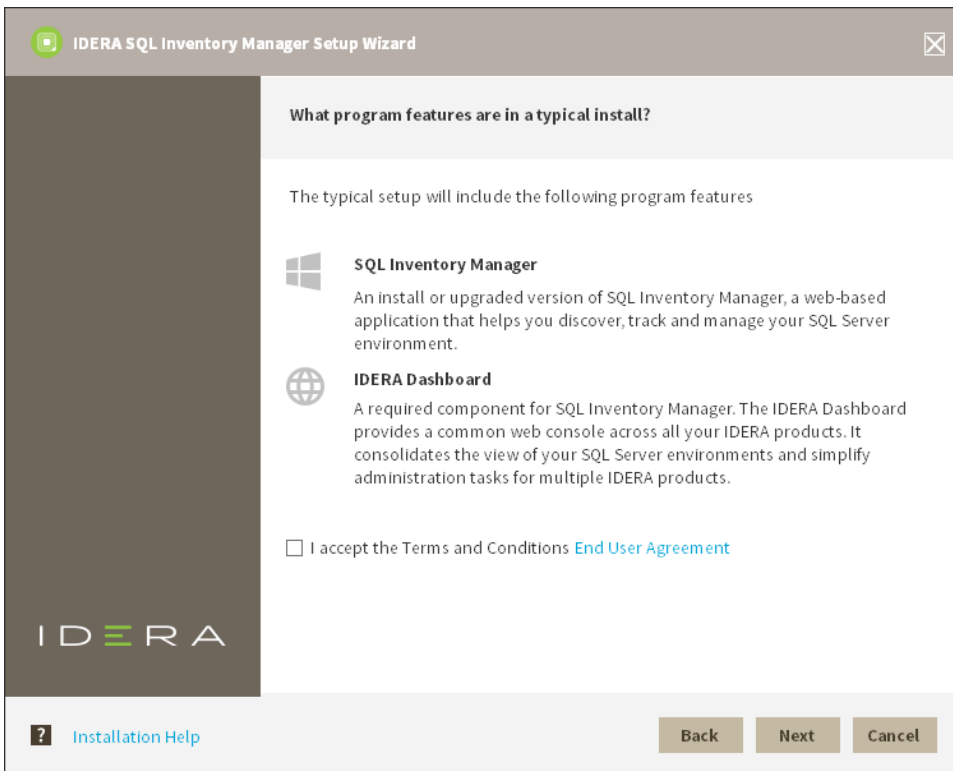 IDERA SQL Inventory Manager Setup Wizard
What program features are in a typical install?
The typical setup will include the following program features
SQL Inventory Manager
An install or upgraded version of SQL Inventory Manager, a web-based
application that helps you discover, track and manage your SQL Server
environment.
IDERA Dashboard
A required component for SQL Inventory Manager. The IDERA Dashboard
provides a common web console across all your IDERA products. It
consolidates the view of your SQL Server environments and simplify
administration tasks for multiple IDERA products.
I accept the Terms and Conditions End User Agreement
IDERA
? Installation Help
Back Next Cancel